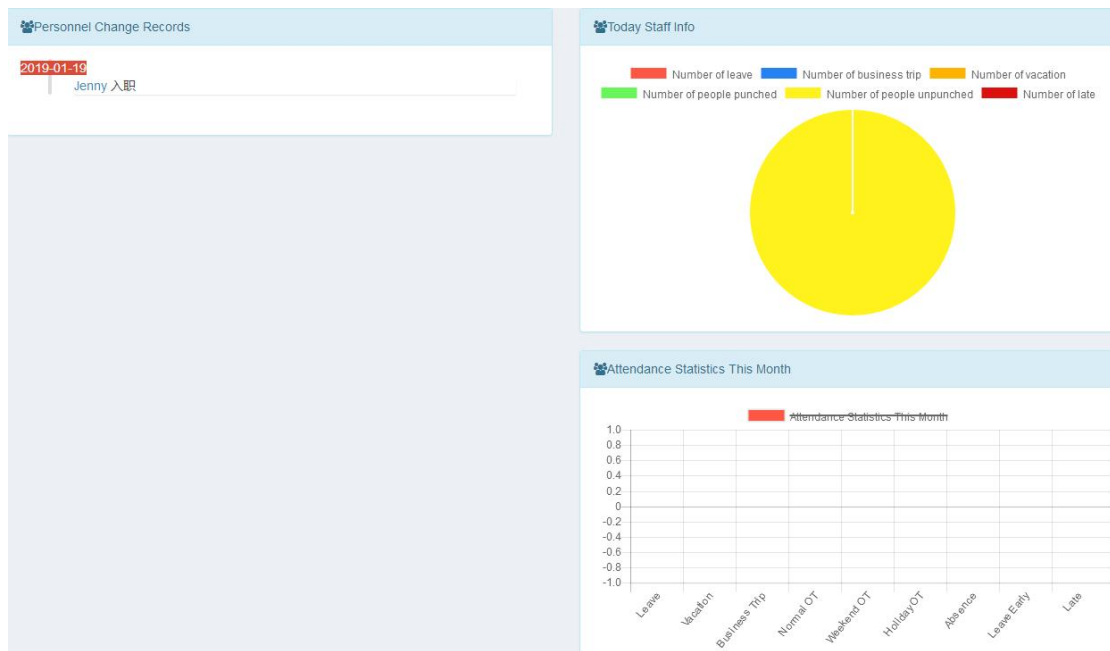 Personnel Change Records
2019-01-19
Jenny 入职
Today Staff Info
Number of leave Number of business trip Number of vacation
Number of people punched Number of people unpunched Number of late
Attendance Statistics This Month
Attendance Statistics This Month
1.0
0.8
0.6
0.4
0.2
0
-0.2
-0.4
-0.6
-0.8
-1.0
Leave Vacation Business Trip Normal OT Weekend OT Holiday OT Absence Leave Early Late